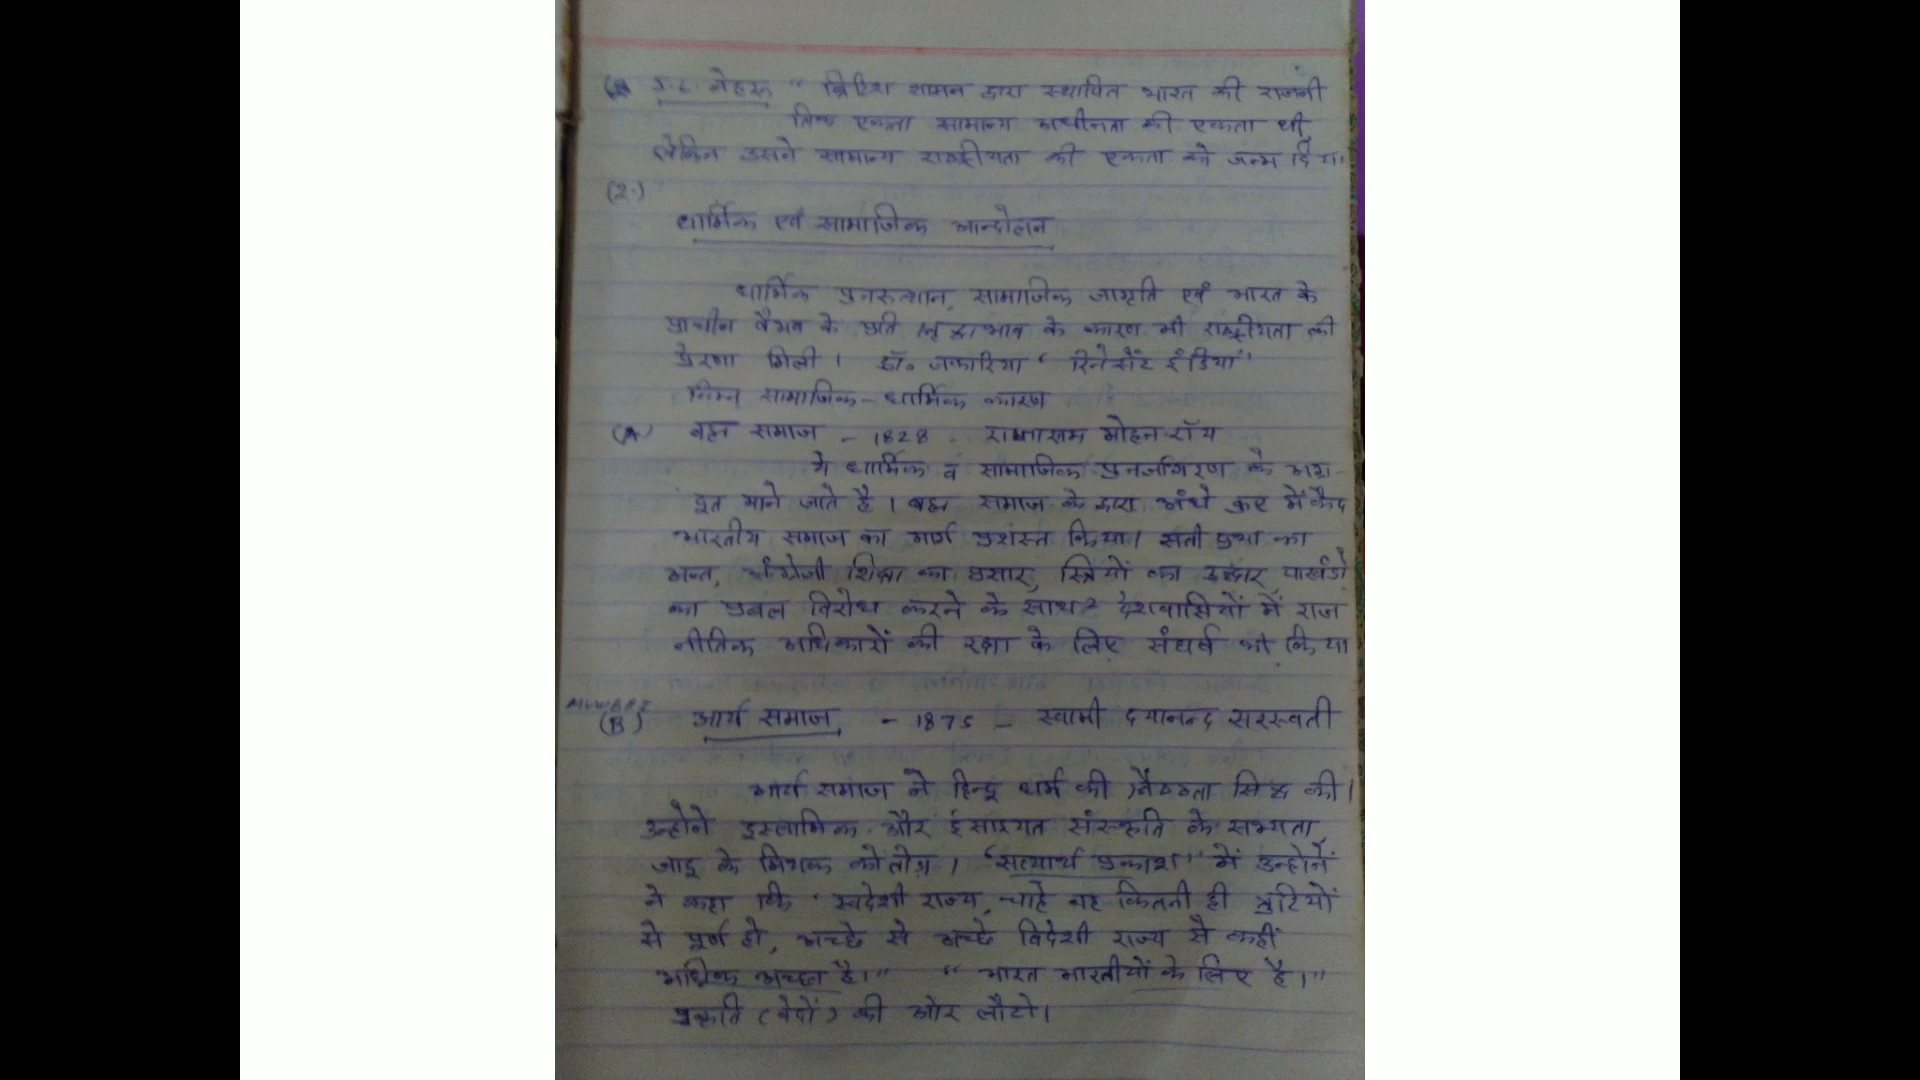 J. L. नेहरू " ब्रिटिश शासन द्वारा स्थापित भारत की राजनी
तिक एकता सामान्य अधीनता की एकता थी,
लेकिन उसने सामान्य राष्ट्रीयता की एकता को जन्म दिया।
(2.)
धार्मिक एवं सामाजिक आन्दोलन
धार्मिक पुनरुत्थान, सामाजिक जागृति एवं भारत के
प्राचीन वैभव के प्रति श्रद्धाभाव के कारण भी राष्ट्रीयता की
प्रेरणा मिली। डॉ० जकारिया ' रिनेसेंट इंडिया"
निम्न सामाजिक - धार्मिक कारण
(A) ब्रह्म समाज - 1828 - राजाराम मोहन रॉय
ये धार्मिक व सामाजिक पुनर्जागरण के अग्र-
दूत माने जाते है। ब्रह्म समाज के द्वारा अंधे कुए में कैद
भारतीय समाज का मार्ग प्रशस्त किया। सती प्रथा का
अन्त, अंग्रेजी शिक्षा का प्रसार, स्त्रियों का उद्धार, पाखंडो
का प्रबल विरोध करने के साथ २ देशवासियों में राज
नीतिक अधिकारों की रक्षा के लिए संघर्ष भी किया
(B) आर्य समाज, - 1875 - स्वामी दयानन्द सरस्वती
आर्य समाज ने हिन्दू धर्म की श्रेष्ठता सिद्ध की।
उन्होने इस्लामिक और ईसाइयत संस्कृति के सभ्यता
जादू के मिथक को तोड़ा। "सत्यार्थ प्रकाश" में उन्होनें
ने कहा कि "स्वदेशी राज्य, चाहे वह कितनी ही त्रुटियों
से पूर्ण हो, अच्छे से अच्छे विदेशी राज्य से कहीं
अधिक अच्छा है।" " भारत भारतीयों के लिए है।"
प्रकृति (वेदों) की ओर लौटो।